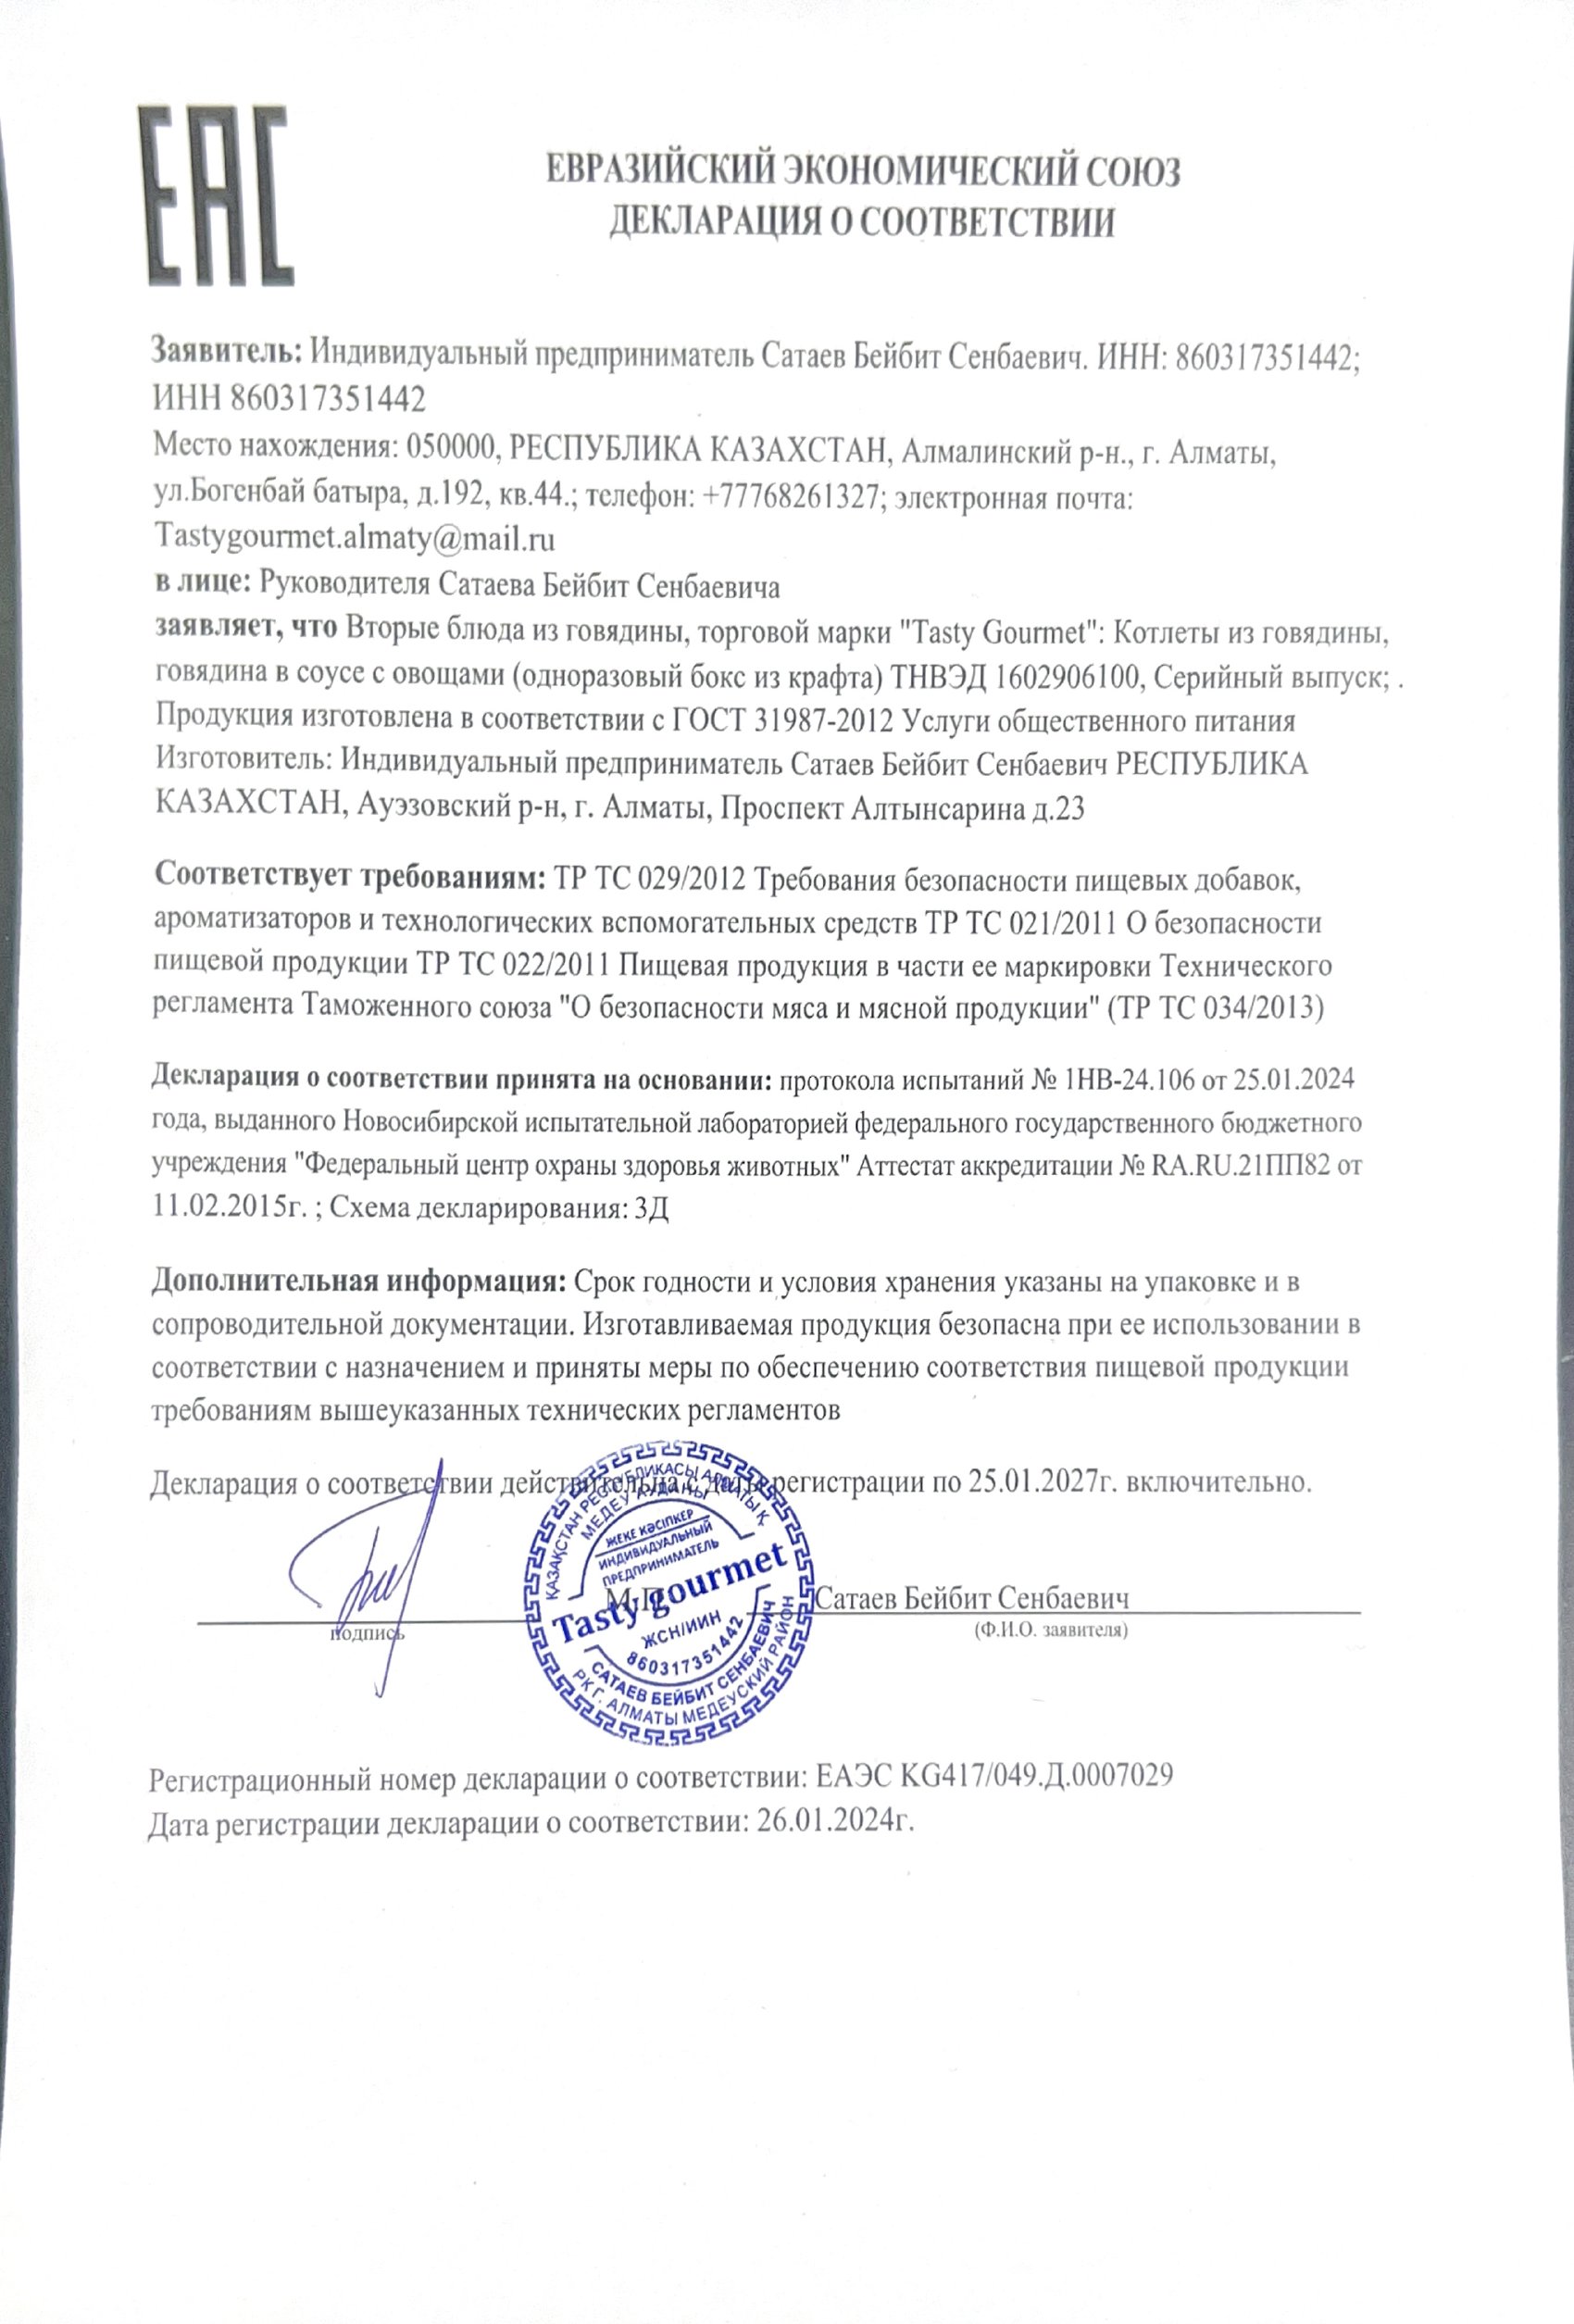 ЕАС
ЕВРАЗИЙСКИЙ ЭКОНОМИЧЕСКИЙ СОЮЗ
ДЕКЛАРАЦИЯ О СООТВЕТСТВИИ
Заявитель: Индивидуальный предприниматель Сатаев Бейбит Сенбаевич. ИНН: 860317351442;
ИНН 860317351442
Место нахождения: 050000, РЕСПУБЛИКА КАЗАХСТАН, Алмалинский р-н., г. Алматы,
ул.Богенбай батыра, д.192, кв.44.; телефон: +77768261327; электронная почта:
Tastygourmet.almaty@mail.ru
в лице: Руководителя Сатаева Бейбит Сенбаевича
заявляет, что Вторые блюда из говядины, торговой марки "Tasty Gourmet": Котлеты из говядины,
говядина в соусе с овощами (одноразовый бокс из крафта) ТНВЭД 1602906100, Серийный выпуск; .
Продукция изготовлена в соответствии с ГОСТ 31987-2012 Услуги общественного питания
Изготовитель: Индивидуальный предприниматель Сатаев Бейбит Сенбаевич РЕСПУБЛИКА
КАЗАХСТАН, Ауэзовский р-н, г. Алматы, Проспект Алтынсарина д.23
Соответствует требованиям: ТР ТС 029/2012 Требования безопасности пищевых добавок,
ароматизаторов и технологических вспомогательных средств ТР ТС 021/2011 О безопасности
пищевой продукции ТР ТС 022/2011 Пищевая продукция в части ее маркировки Технического
регламента Таможенного союза "О безопасности мяса и мясной продукции" (ТР ТС 034/2013)
Декларация о соответствии принята на основании: протокола испытаний № 1НВ-24.106 от 25.01.2024
года, выданного Новосибирской испытательной лабораторией федерального государственного бюджетного
учреждения "Федеральный центр охраны здоровья животных" Аттестат аккредитации № RA.RU.21ПП82 от
11.02.2015г. ; Схема декларирования: 3Д
Дополнительная информация: Срок годности и условия хранения указаны на упаковке и в
сопроводительной документации. Изготавливаемая продукция безопасна при ее использовании в
соответствии с назначением и приняты меры по обеспечению соответствия пищевой продукции
требованиям вышеуказанных технических регламентов
Декларация о соответствии действительна с даты регистрации по 25.01.2027г. включительно.
ҚАЗАҚСТАН РЕСПУБЛИКАСЫ АЛМАТЫ Қ.
МЕДЕУ АУДАНЫ
ЖЕКЕ КӘСІПКЕР
ИНДИВИДУАЛЬНЫЙ
ПРЕДПРИНИМАТЕЛЬ
Tasty gourmet
ЖСН/ИИН
860317351442
САТАЕВ БЕЙБИТ СЕНБАЕВИЧ
РК Г. АЛМАТЫ МЕДЕУСКИЙ РАЙОН
М.П. Сатаев Бейбит Сенбаевич
подпись (Ф.И.О. заявителя)
Регистрационный номер декларации о соответствии: ЕАЭС KG417/049.Д.0007029
Дата регистрации декларации о соответствии: 26.01.2024г.